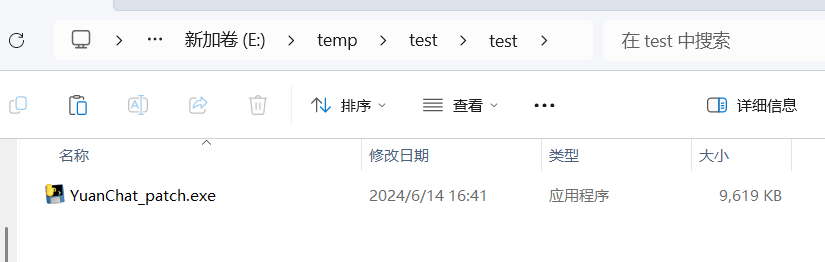 新加卷 (E:) temp test test 在 test 中搜索
排序 查看 详细信息
名称 修改日期 类型 大小
YuanChat_patch.exe 2024/6/14 16:41 应用程序 9,619 KB